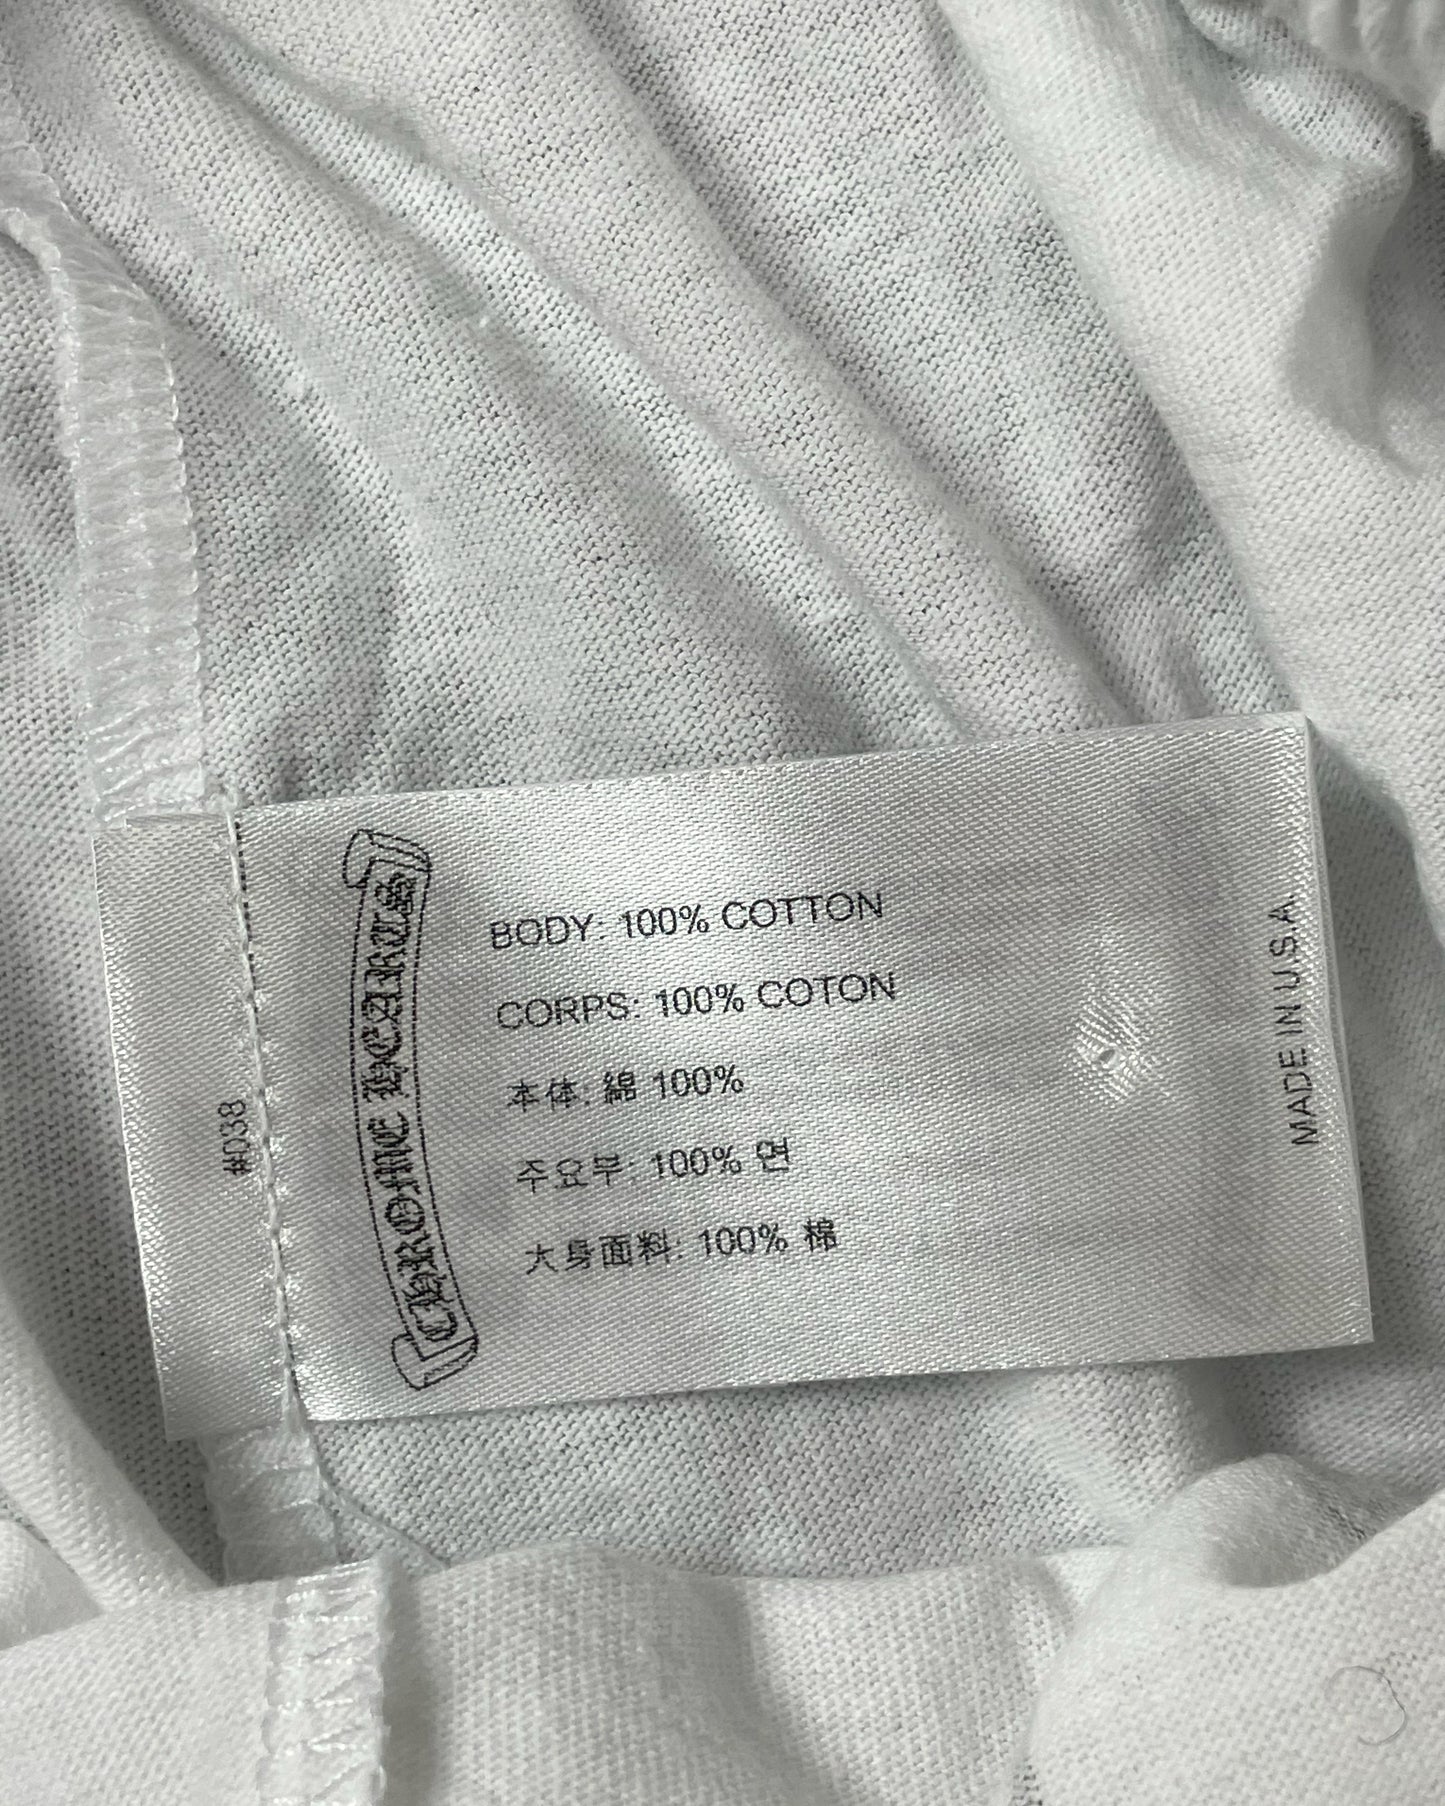 #038
CHROME HEARTS
BODY: 100% COTTON
CORPS: 100% COTON
本体: 綿 100%
주요부: 100% 면
大身面料: 100% 棉
MADE IN U.S.A.